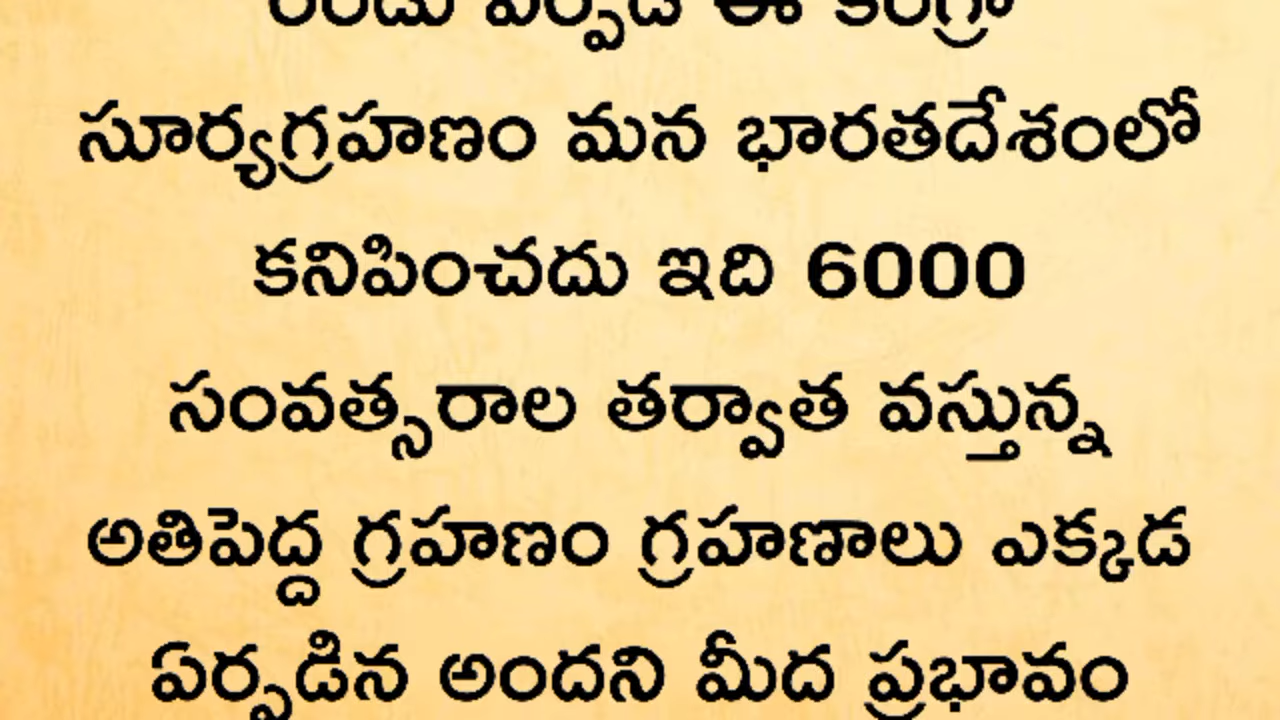 ఈ
సూర్యగ్రహణం మన భారతదేశంలో
కనిపించదు ఇది 6000
సంవత్సరాల తర్వాత వస్తున్న
అతిపెద్ద గ్రహణం గ్రహణాలు ఎక్కడ
ఏర్పడిన అందని మీద ప్రభావం